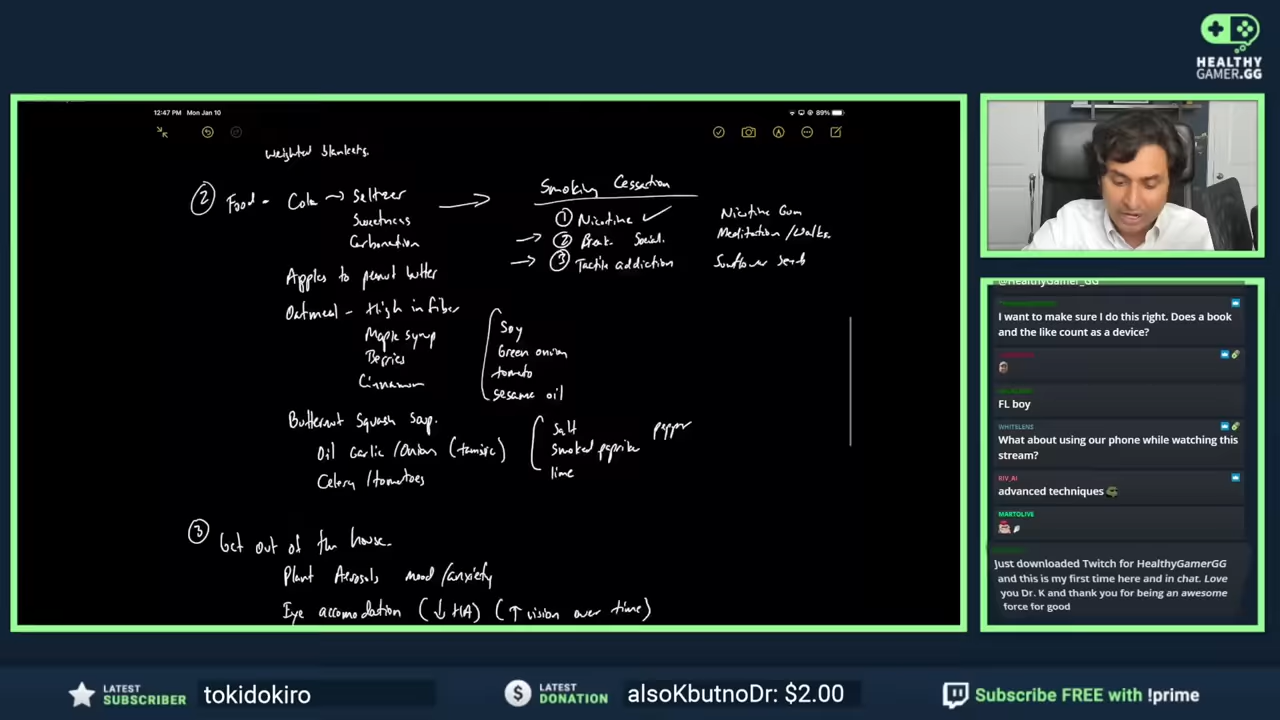 HEALTHY
GAMER.GG
12:47 PM Mon Jan 10
89%
Weighted blankets.
② Food - Cola → Seltzer
Sweetness
Carbonation
Smoking Cessation
① Nicotine ✓ Nicotine Gum
② Break Social. Meditation/Walks
③ Tactile addiction Sunflower seeds
Apples to peanut butter
Oatmeal - High in fiber
Maple syrup
Berries
Cinnamon
Soy
Green onion
tomato
sesame oil
Butternut Squash Soup.
Oil Garlic/Onion (tamasic)
Celery/tomatoes
Salt pepper
Smoked paprika
lime
③ Get out of the house.
Plant Aerosols mood/anxiety
Eye accomodation (↓ HA) (↑ vision over time)
@HealthyGamer_GG
I want to make sure I do this right. Does a book
and the like count as a device?
FL boy
WHITELENS
What about using our phone while watching this
stream?
RIV_AI
advanced techniques
MARTOLIVE
Just downloaded Twitch for HealthyGamerGG
and this is my first time here and in chat. Love
you Dr. K and thank you for being an awesome
force for good
LATEST
SUBSCRIBER
tokidokiro
LATEST
DONATION
alsoKbutnoDr: $2.00
Subscribe FREE with !prime